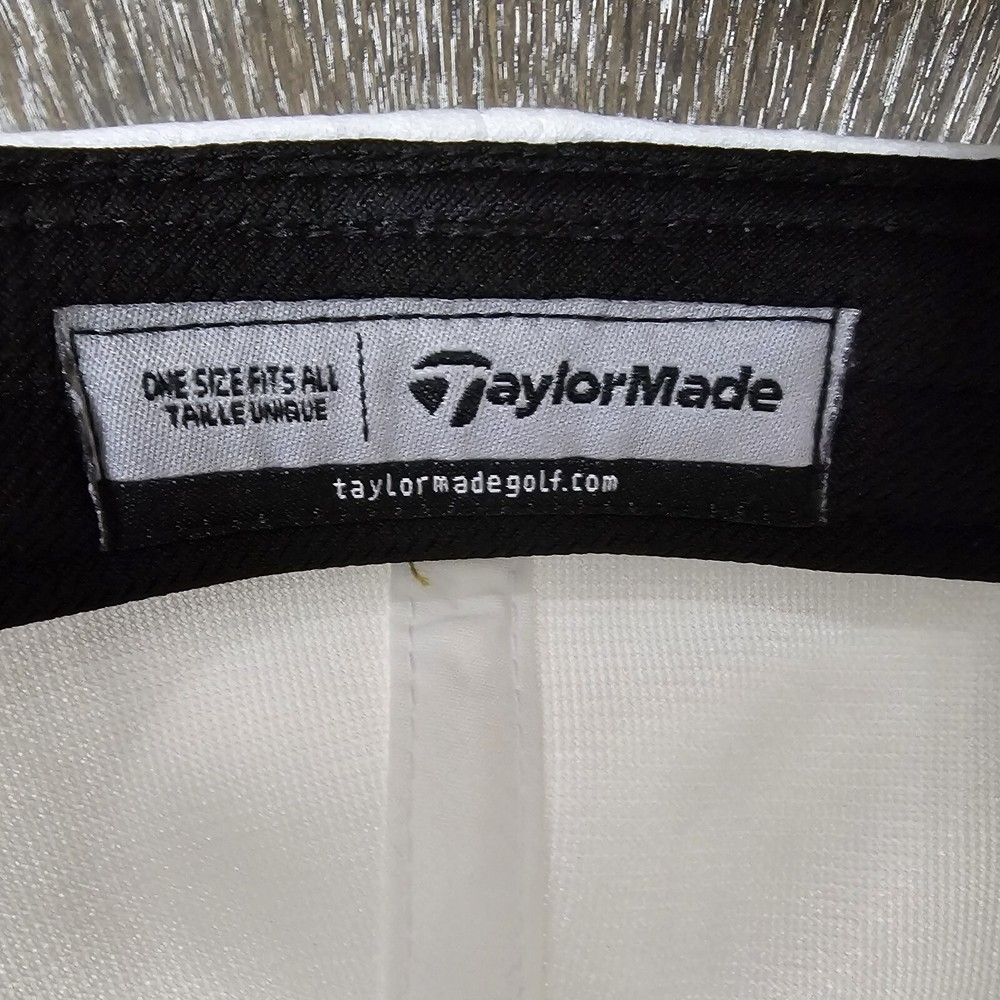 ONE SIZE FITS ALL
TAILLE UNIQUE
TaylorMade
taylormadegolf.com